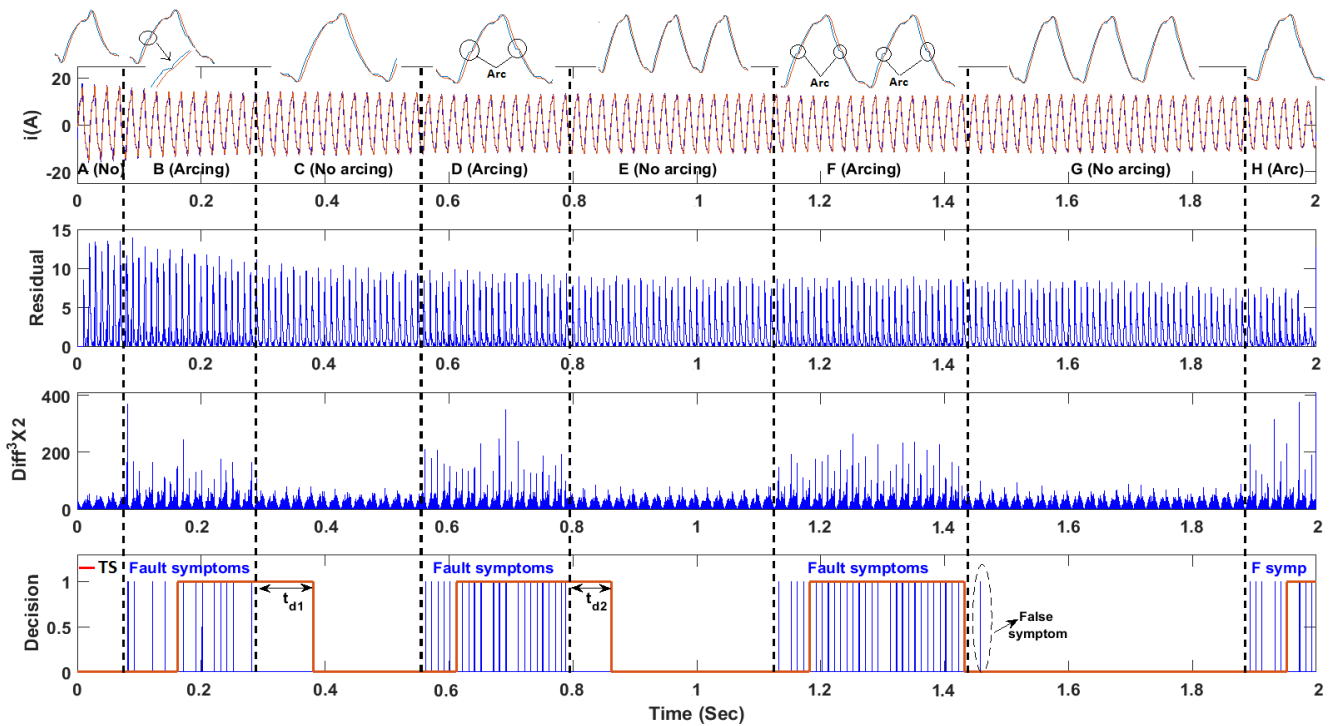 Arc
Arc
Arc
20
0
-20
i(A)
A (No)
B (Arcing)
C (No arcing)
D (Arcing)
E (No arcing)
F (Arcing)
G (No arcing)
H (Arc)
0 0.2 0.4 0.6 0.8 1 1.2 1.4 1.6 1.8 2
15
10
5
0
Residual
0 0.2 0.4 0.6 0.8 1 1.2 1.4 1.6 1.8 2
400
200
0
Diff³X2
0 0.2 0.4 0.6 0.8 1 1.2 1.4 1.6 1.8 2
1
0.5
0
Decision
TS
Fault symptoms
Fault symptoms
Fault symptoms
F symp
td1
td2
False
symptom
0 0.2 0.4 0.6 0.8 1 1.2 1.4 1.6 1.8 2
Time (Sec)